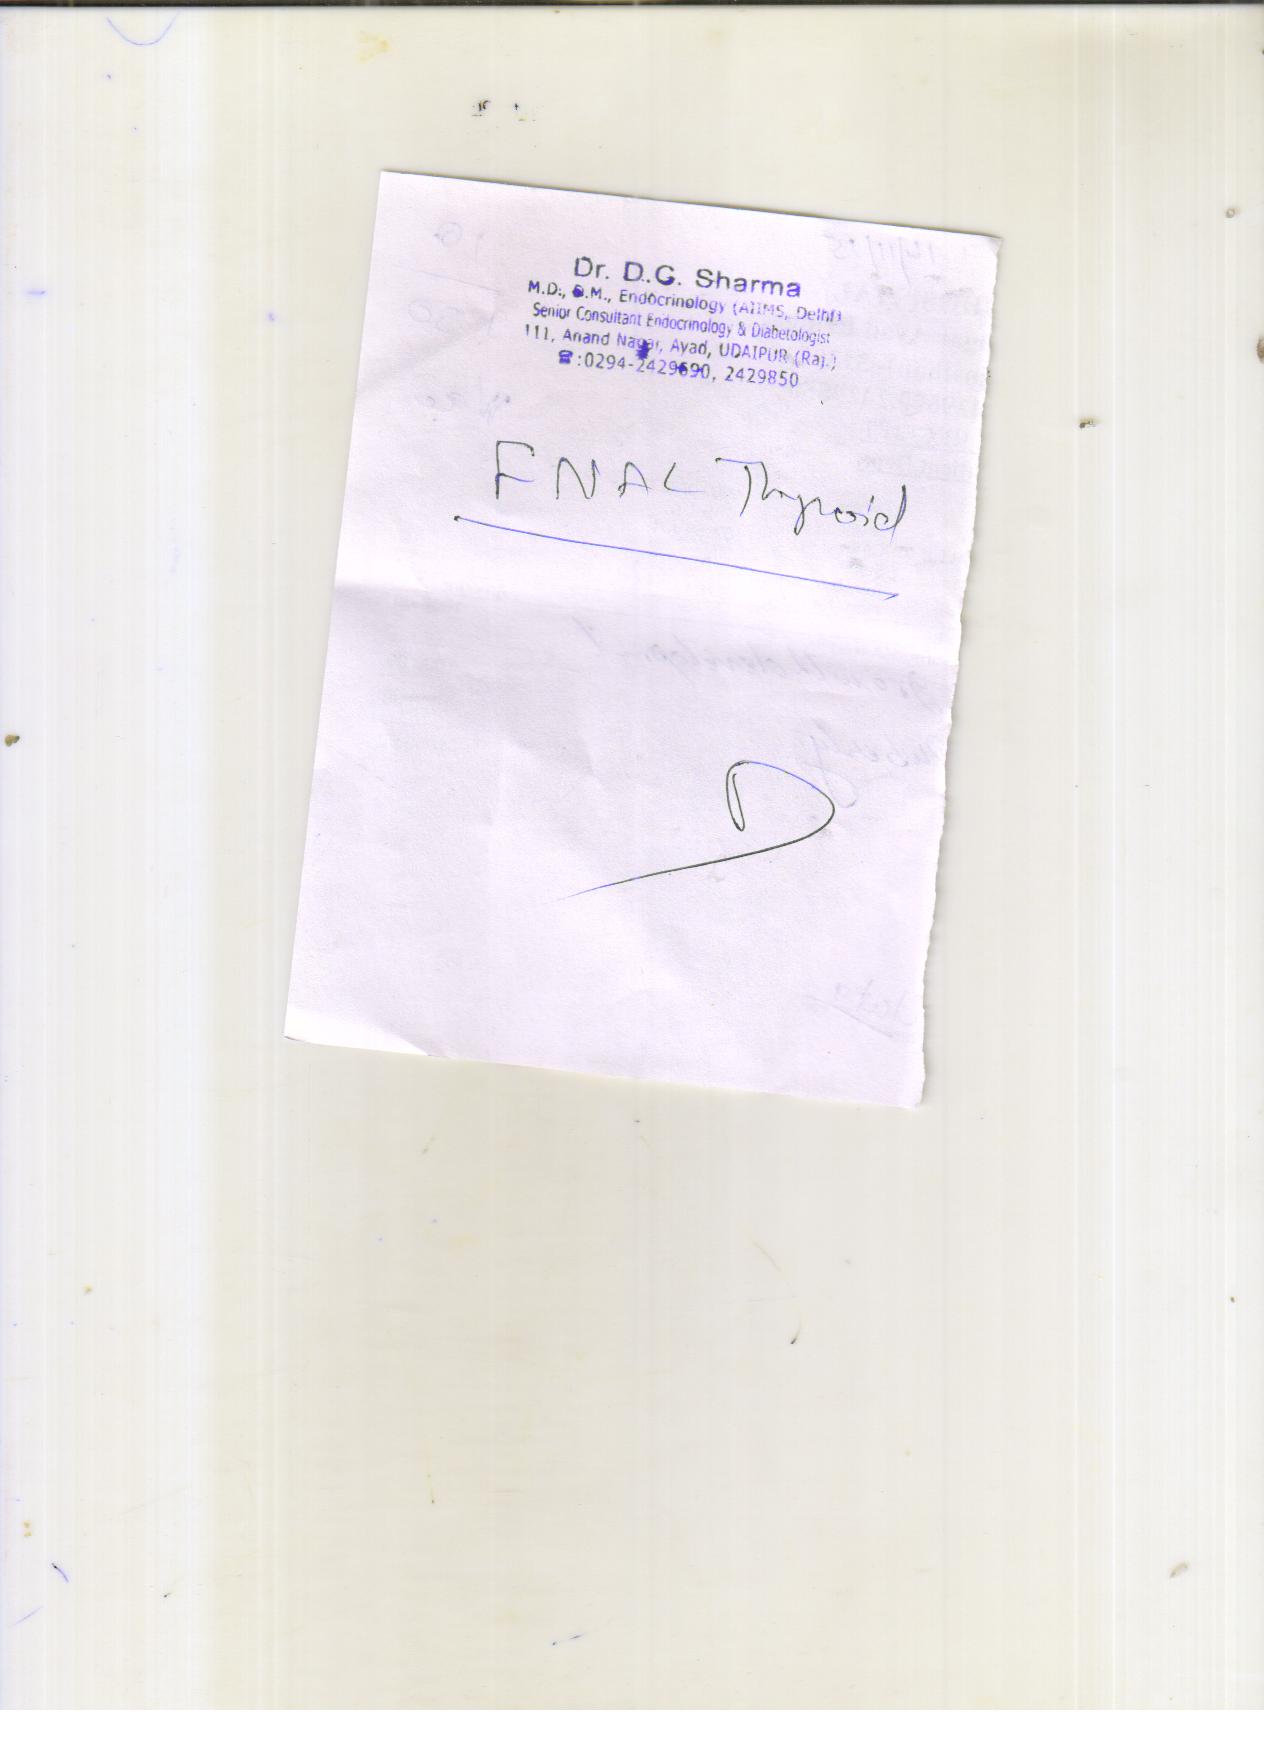 Dr. D.G. Sharma
M.D., D.M., Endocrinology (AIIMS, Delhi)
Senior Consultant Endocrinology & Diabetologist
111, Anand Nagar, Ayad, UDAIPUR (Raj.)
☎:0294-2429690, 2429850
FNAC Thyroid